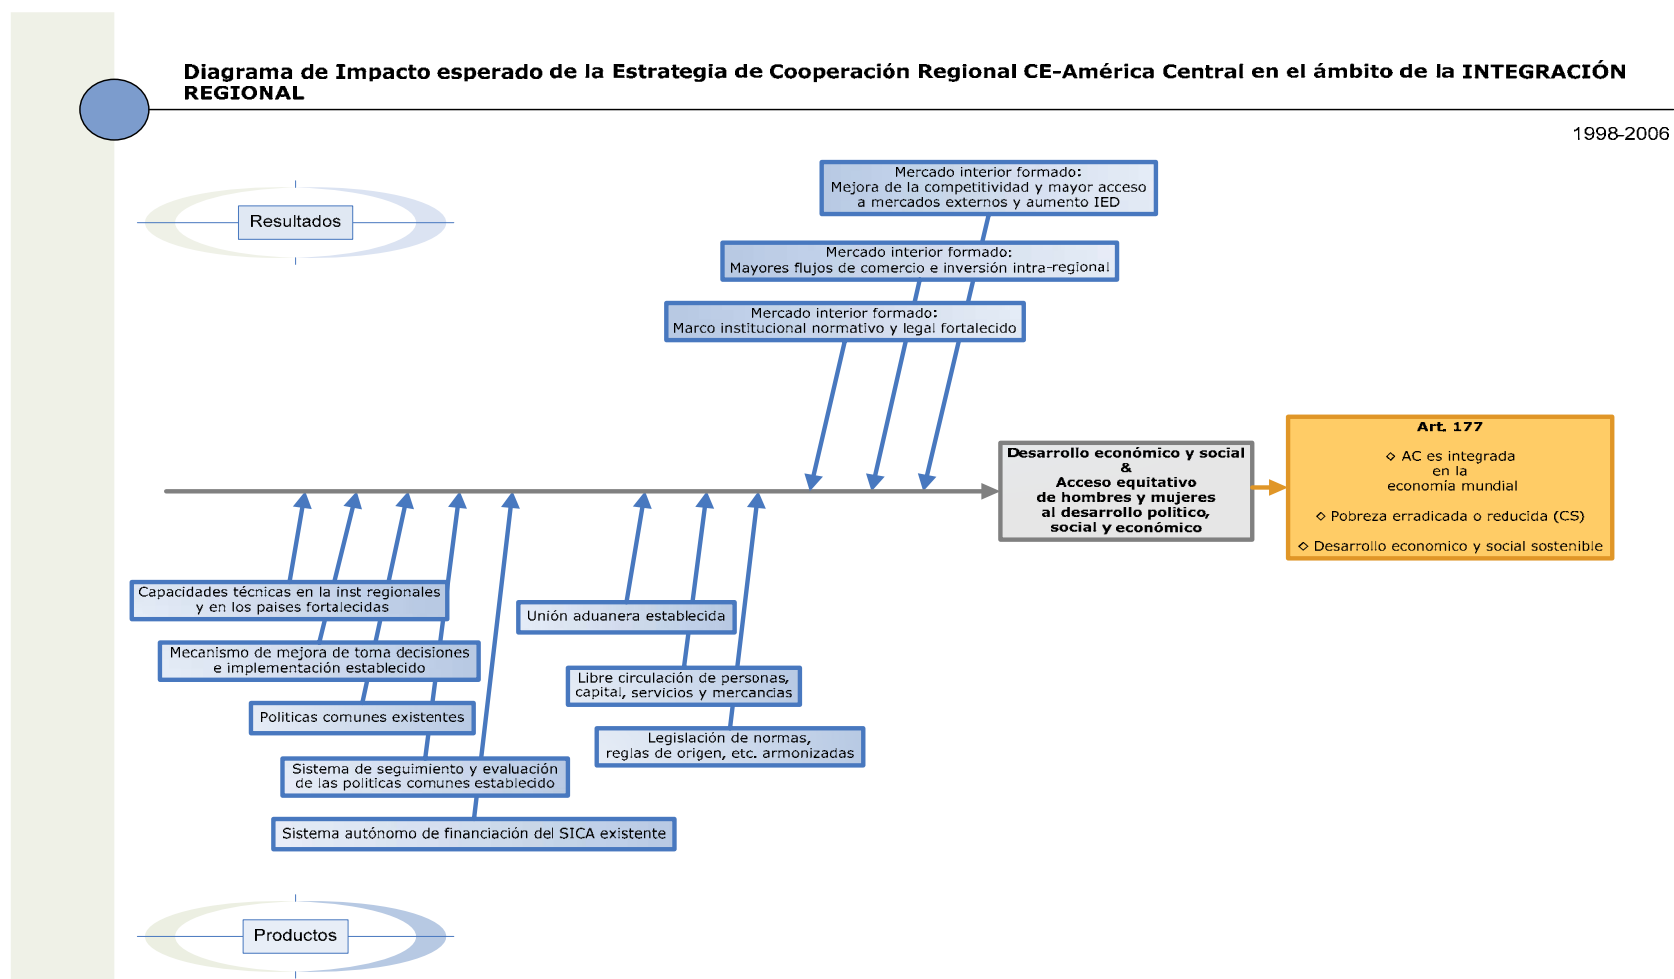 Diagrama de Impacto esperado de la Estrategia de Cooperación Regional CE-América Central en el ámbito de la INTEGRACIÓN
REGIONAL
1998-2006
Resultados
Mercado interior formado:
Mejora de la competitividad y mayor acceso
a mercados externos y aumento IED
Mercado interior formado:
Mayores flujos de comercio e inversión intra-regional
Mercado interior formado:
Marco institucional normativo y legal fortalecido
Desarrollo económico y social
&
Acceso equitativo
de hombres y mujeres
al desarrollo político,
social y económico
Art. 177
◇ AC es integrada
en la
economía mundial
◇ Pobreza erradicada o reducida (CS)
◇ Desarrollo economico y social sostenible
Capacidades técnicas en la inst regionales
y en los paises fortalecidas
Mecanismo de mejora de toma decisiones
e implementación establecido
Politicas comunes existentes
Sistema de seguimiento y evaluación
de las politicas comunes establecido
Sistema autónomo de financiación del SICA existente
Unión aduanera establecida
Libre circulación de personas,
capital, servicios y mercancias
Legislación de normas,
reglas de origen, etc. armonizadas
Productos